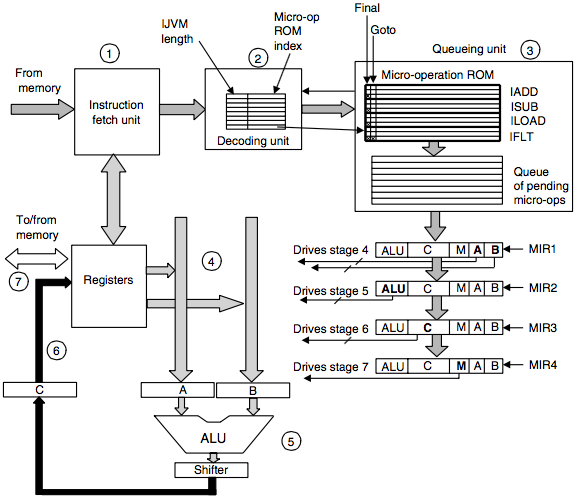 Final
Goto
IJVM
length
Micro-op
ROM
index
1
2
Queueing unit
3
From
memory
Instruction
fetch unit
Decoding unit
Micro-operation ROM
IADD
ISUB
ILOAD
IFLT
Queue
of pending
micro-ops
To/from
memory
7
Registers
4
Drives stage 4
ALU C M A B
MIR1
Drives stage 5
ALU C M A B
MIR2
Drives stage 6
ALU C M A B
MIR3
Drives stage 7
ALU C M A B
MIR4
6
C
A
B
ALU
5
Shifter